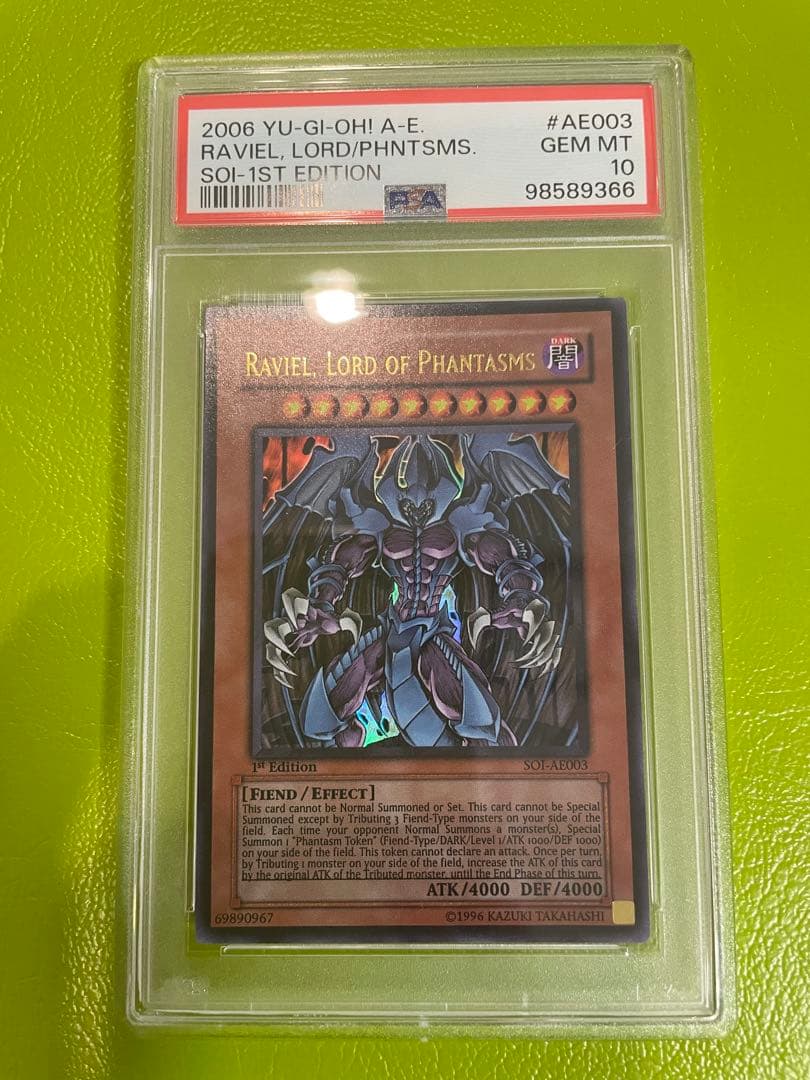 2006 YU-GI-OH! A-E. #AE003
RAVIEL, LORD/PHNTSMS. GEM MT
SOI-1ST EDITION 10
PSA 98589366
RAVIEL, LORD OF PHANTASMS
DARK
闇
1st Edition SOI-AE003
[FIEND / EFFECT]
This card cannot be Normal Summoned or Set. This card cannot be Special
Summoned except by Tributing 3 Fiend-Type monsters on your side of the
field. Each time your opponent Normal Summons a monster(s), Special
Summon 1 "Phantasm Token" (Fiend-Type/DARK/Level 1/ATK 1000/DEF 1000)
on your side of the field. This token cannot declare an attack. Once per turn,
by Tributing 1 monster on your side of the field, increase the ATK of this card
by the original ATK of the Tributed monster, until the End Phase of this turn.
ATK/4000 DEF/4000
69890967 ©1996 KAZUKI TAKAHASHI